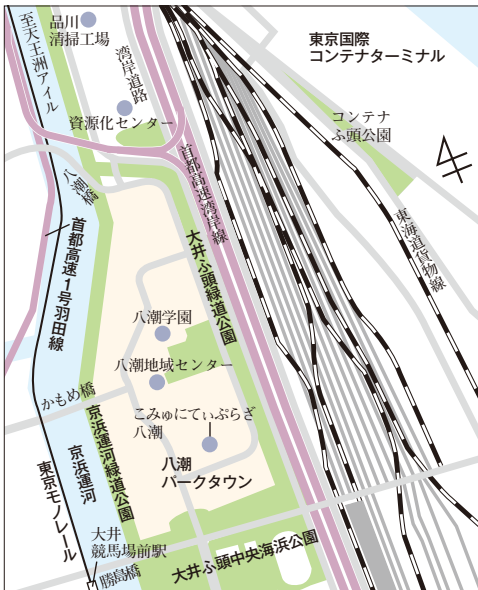 品川
清掃工場
至天王洲アイル
湾岸道路
資源化センター
東京国際
コンテナターミナル
コンテナ
ふ頭公園
八潮橋
首都高速湾岸線
東海道貨物線
首都高速1号羽田線
大井ふ頭緑道公園
八潮学園
八潮地域センター
かもめ橋
こみゅにてぃぷらざ
八潮
八潮
パークタウン
京浜運河緑道公園
京浜運河
東京モノレール
大井
競馬場前駅
勝島橋
大井ふ頭中央海浜公園